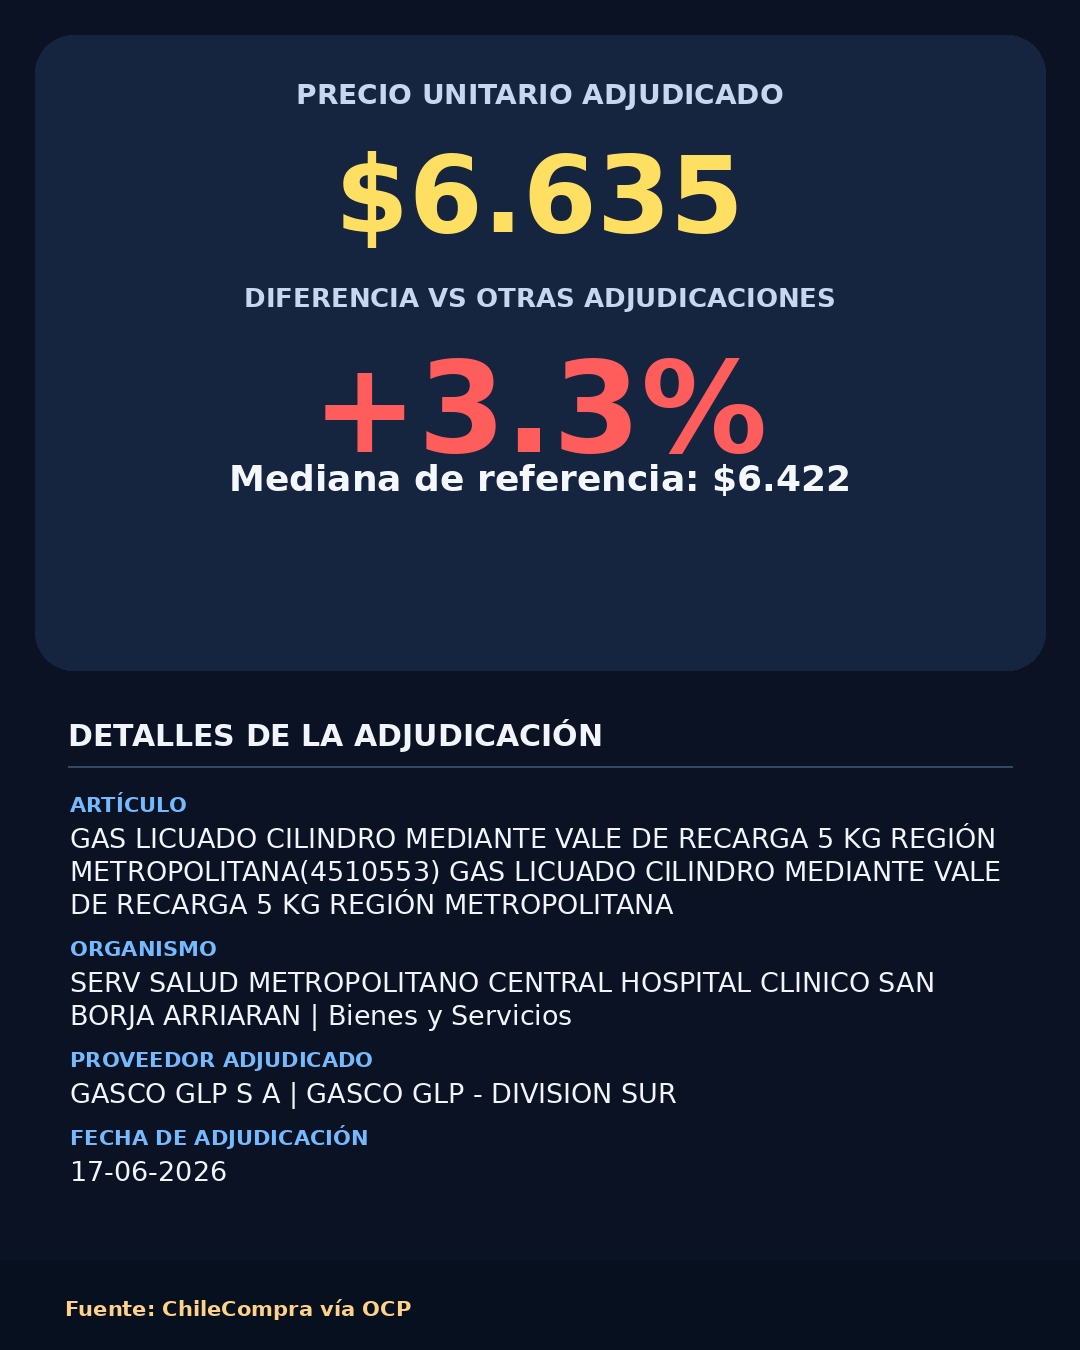 PRECIO UNITARIO ADJUDICADO
$6.635
DIFERENCIA VS OTRAS ADJUDICACIONES
+3.3%
Mediana de referencia: $6.422
DETALLES DE LA ADJUDICACIÓN
ARTÍCULO
GAS LICUADO CILINDRO MEDIANTE VALE DE RECARGA 5 KG REGIÓN
METROPOLITANA(4510553) GAS LICUADO CILINDRO MEDIANTE VALE
DE RECARGA 5 KG REGIÓN METROPOLITANA
ORGANISMO
SERV SALUD METROPOLITANO CENTRAL HOSPITAL CLINICO SAN
BORJA ARRIARAN | Bienes y Servicios
PROVEEDOR ADJUDICADO
GASCO GLP S A | GASCO GLP - DIVISION SUR
FECHA DE ADJUDICACIÓN
17-06-2026
Fuente: ChileCompra vía OCP